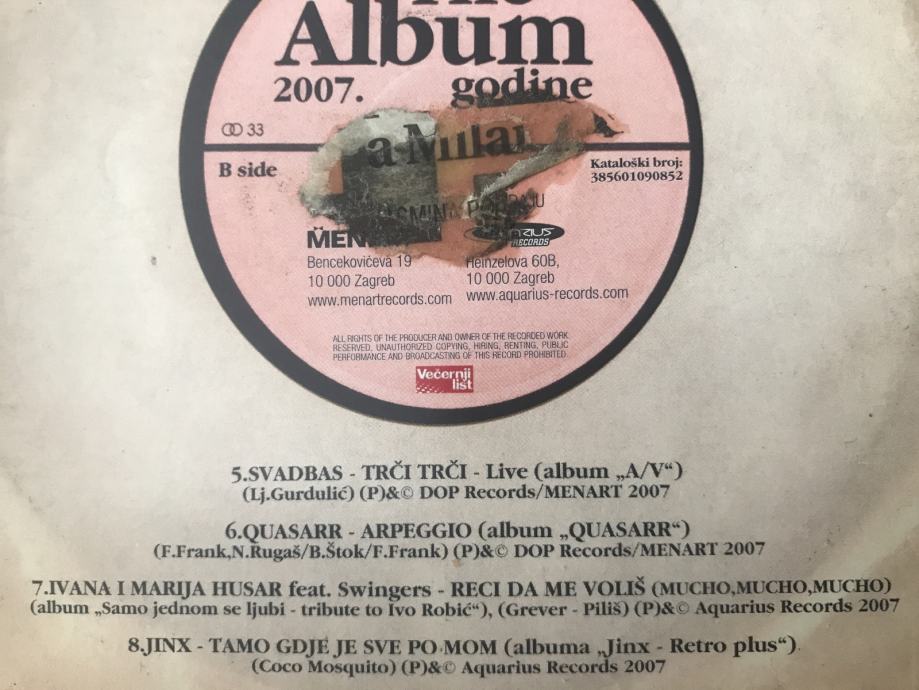 The
Album
2007. godine
33
a Milan
B side
Kataloški broj:
385601090852
RECORDS
Bencekovićeva 19
10 000 Zagreb
www.menartrecords.com
Heinzelova 60B,
10 000 Zagreb
www.aquarius-records.com
ALL RIGHTS OF THE PRODUCER AND OWNER OF THE RECORDED WORK
RESERVED, UNAUTHORIZED COPYING, HIRING, RENTING, PUBLIC
PERFORMANCE AND BROADCASTING OF THIS RECORD PROHIBITED.
Večernji
list
5.SVADBAS - TRČI TRČI - Live (album „A/V“)
(Lj.Gurdulić) (P)&© DOP Records/MENART 2007
6.QUASARR - ARPEGGIO (album „QUASARR“)
(F.Frank,N.Rugaš/B.Štok/F.Frank) (P)&© DOP Records/MENART 2007
7.IVANA I MARIJA HUSAR feat. Swingers - RECI DA ME VOLIŠ (MUCHO,MUCHO,MUCHO)
(album „Samo jednom se ljubi - tribute to Ivo Robić“), (Grever - Piliš) (P)&© Aquarius Records 2007
8.JINX - TAMO GDJE JE SVE PO MOM (albuma „Jinx - Retro plus“)
(Coco Mosquito) (P)&© Aquarius Records 2007